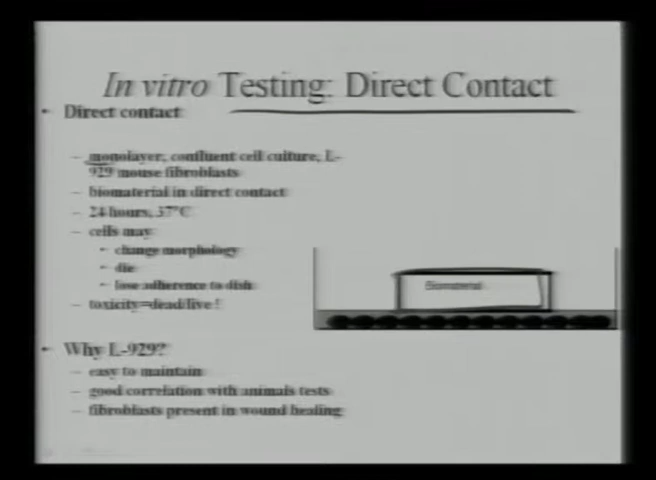 In vitro Testing: Direct Contact
• Direct contact
– monolayer, confluent cell culture, L-
929 mouse fibroblasts
– biomaterial in direct contact
– 24 hours, 37°C
– cells may
• change morphology
• die
• lose adherence to dish
– toxicity=dead/live !
Biomaterial
• Why L-929?
– easy to maintain
– good correlation with animals tests
– fibroblasts present in wound healing